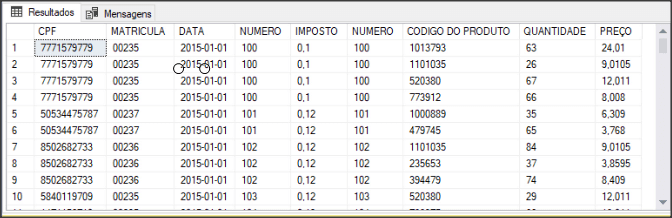 Resultados Mensagens
CPF MATRICULA DATA NUMERO IMPOSTO NUMERO CODIGO DO PRODUTO QUANTIDADE PREÇO
1 7771579779 00235 2015-01-01 100 0,1 100 1013793 63 24,01
2 7771579779 00235 2015-01-01 100 0,1 100 1101035 26 9,0105
3 7771579779 00235 2015-01-01 100 0,1 100 520380 67 12,011
4 7771579779 00235 2015-01-01 100 0,1 100 773912 66 8,008
5 50534475787 00237 2015-01-01 101 0,12 101 1000889 35 6,309
6 50534475787 00237 2015-01-01 101 0,12 101 479745 65 3,768
7 8502682733 00236 2015-01-01 102 0,12 102 1101035 84 9,0105
8 8502682733 00236 2015-01-01 102 0,12 102 235653 37 3,8595
9 8502682733 00236 2015-01-01 102 0,12 102 394479 74 8,409
10 5840119709 00235 2015-01-01 103 0,12 103 520380 29 12,011